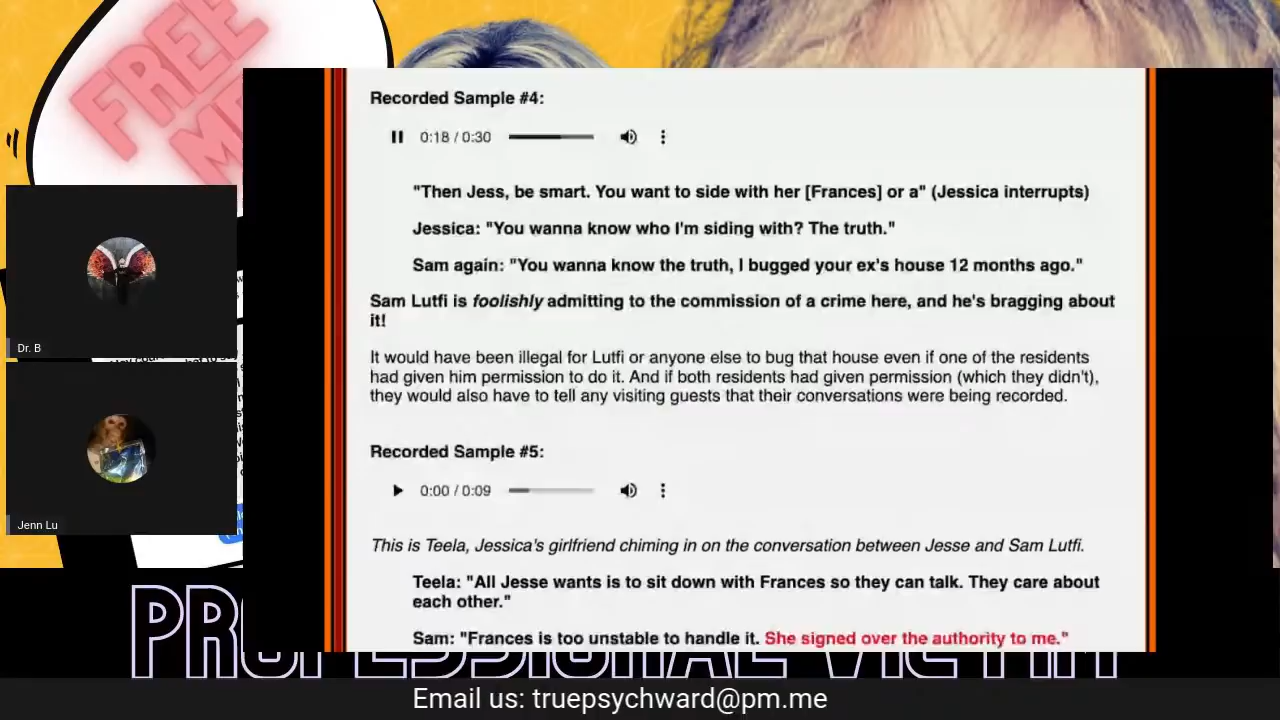 FREE
ME
Recorded Sample #4:
0:18 / 0:30
"Then Jess, be smart. You want to side with her [Frances] or a" (Jessica interrupts)
Jessica: "You wanna know who I'm siding with? The truth."
Sam again: "You wanna know the truth, I bugged your ex's house 12 months ago."
Sam Lutfi is foolishly admitting to the commission of a crime here, and he's bragging about
it!
It would have been illegal for Lutfi or anyone else to bug that house even if one of the residents
had given him permission to do it. And if both residents had given permission (which they didn't),
they would also have to tell any visiting guests that their conversations were being recorded.
Recorded Sample #5:
0:00 / 0:09
This is Teela, Jessica's girlfriend chiming in on the conversation between Jesse and Sam Lutfi.
Teela: "All Jesse wants is to sit down with Frances so they can talk. They care about
each other."
Sam: "Frances is too unstable to handle it. She signed over the authority to me."
Dr. B
Jenn Lu
PROFESSIONAL VICTIM
Email us: truepsychward@pm.me